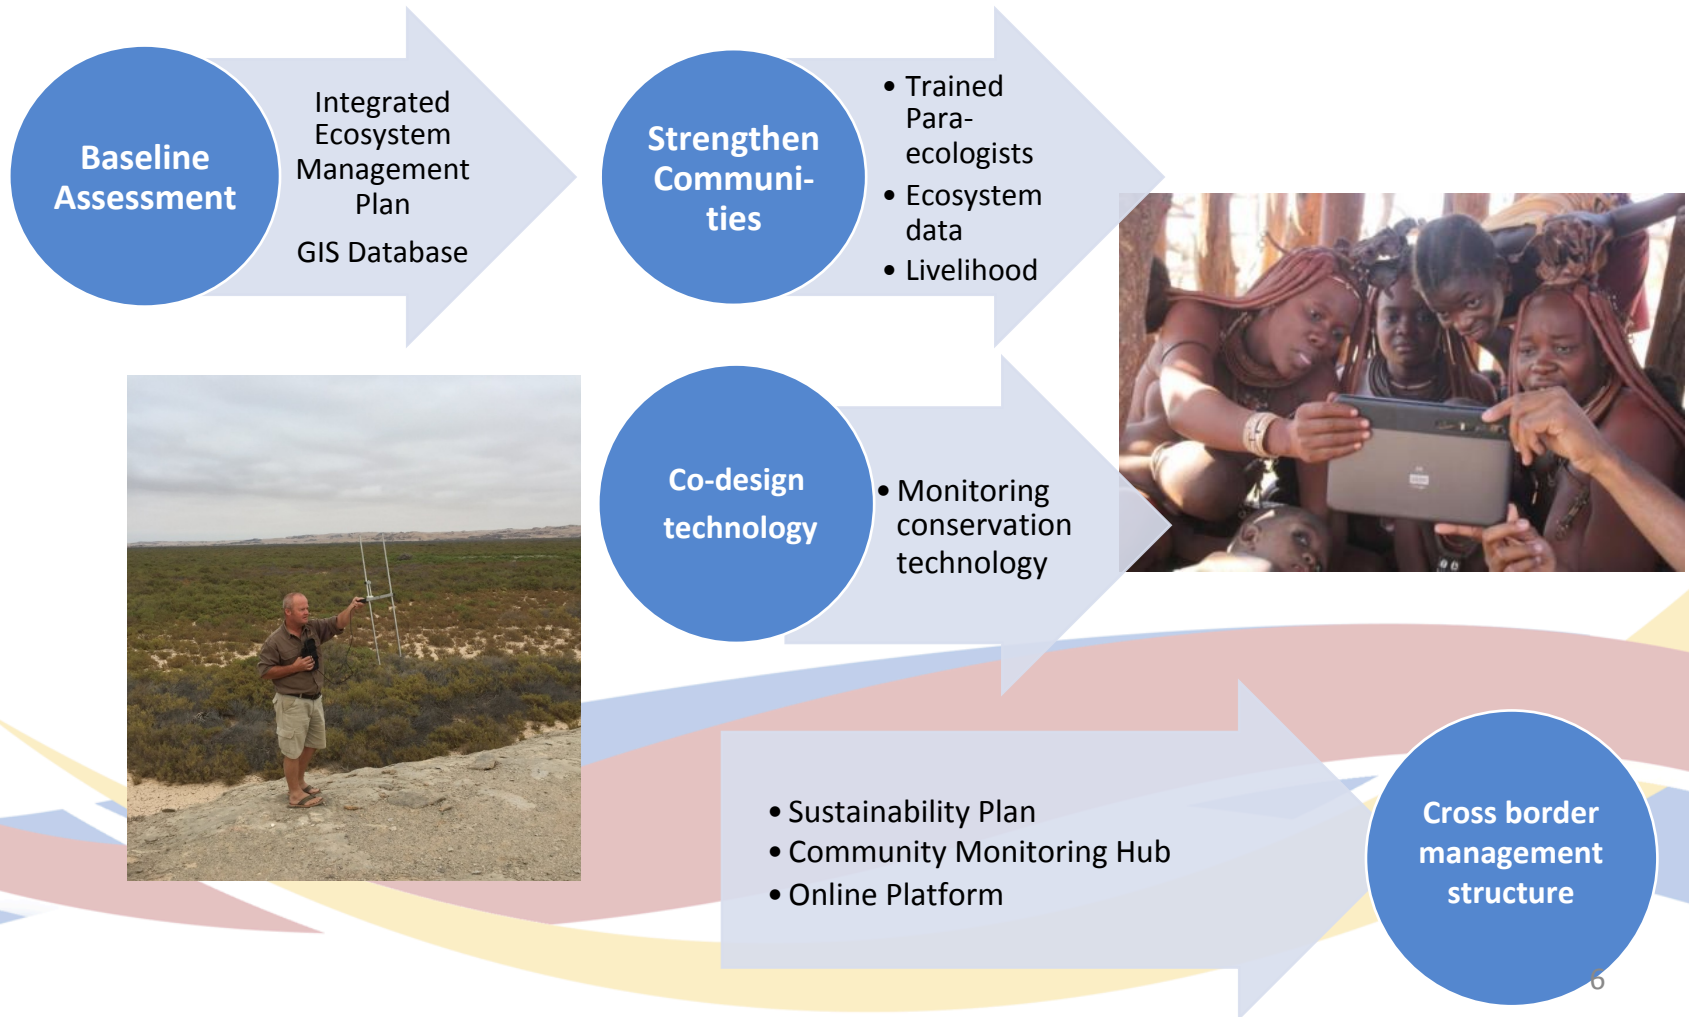 Baseline
Assessment
Integrated
Ecosystem
Management
Plan
GIS Database
Strengthen
Communi-
ties
• Trained
Para-
ecologists
• Ecosystem
data
• Livelihood
Co-design
technology
• Monitoring
conservation
technology
• Sustainability Plan
• Community Monitoring Hub
• Online Platform
Cross border
management
structure
6